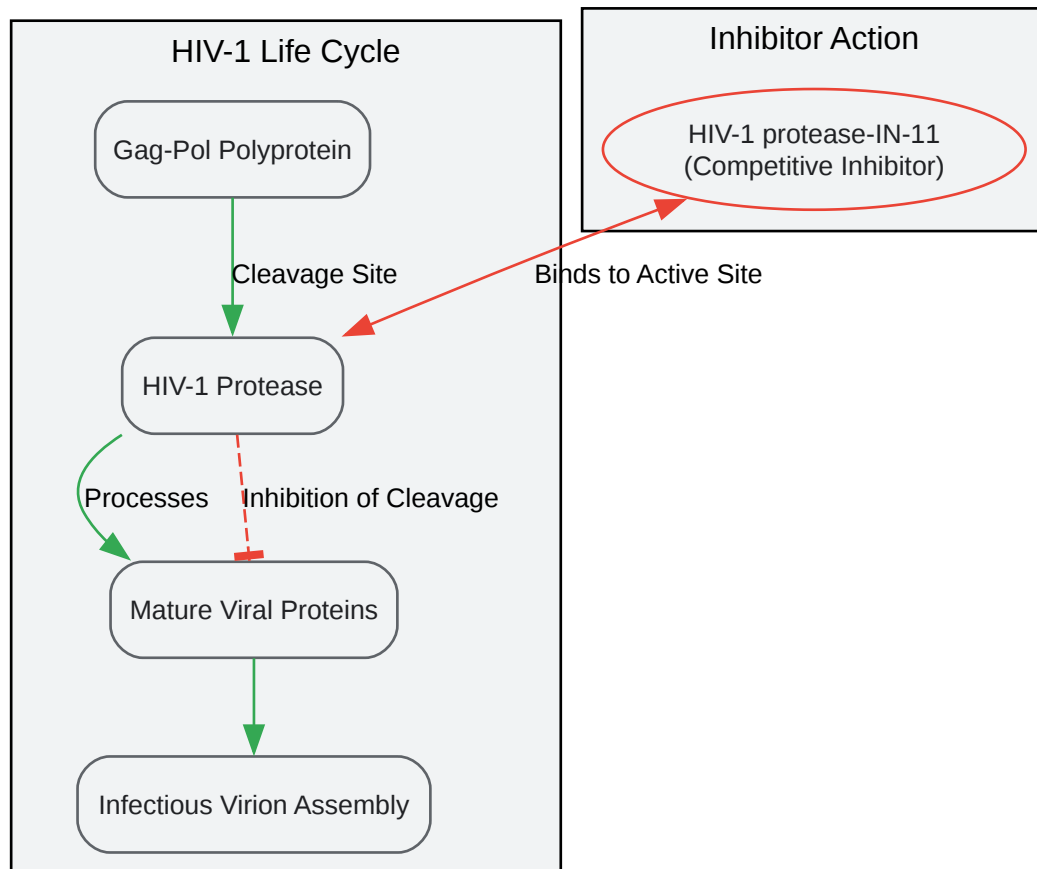 HIV-1 Life Cycle
Gag-Pol Polyprotein
Cleavage Site
HIV-1 Protease
Processes
Inhibition of Cleavage
Mature Viral Proteins
Infectious Virion Assembly
Inhibitor Action
HIV-1 protease-IN-11
(Competitive Inhibitor)
Binds to Active Site